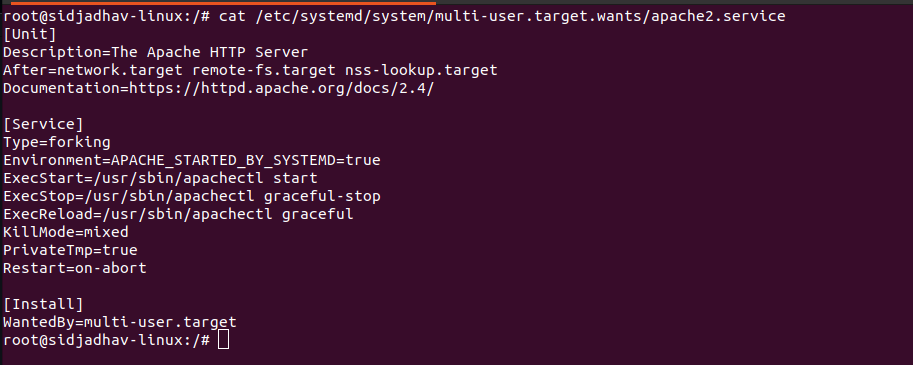 root@sidjadhav-linux:/# cat /etc/systemd/system/multi-user.target.wants/apache2.service
[Unit]
Description=The Apache HTTP Server
After=network.target remote-fs.target nss-lookup.target
Documentation=https://httpd.apache.org/docs/2.4/

[Service]
Type=forking
Environment=APACHE_STARTED_BY_SYSTEMD=true
ExecStart=/usr/sbin/apachectl start
ExecStop=/usr/sbin/apachectl graceful-stop
ExecReload=/usr/sbin/apachectl graceful
KillMode=mixed
PrivateTmp=true
Restart=on-abort

[Install]
WantedBy=multi-user.target
root@sidjadhav-linux:/#